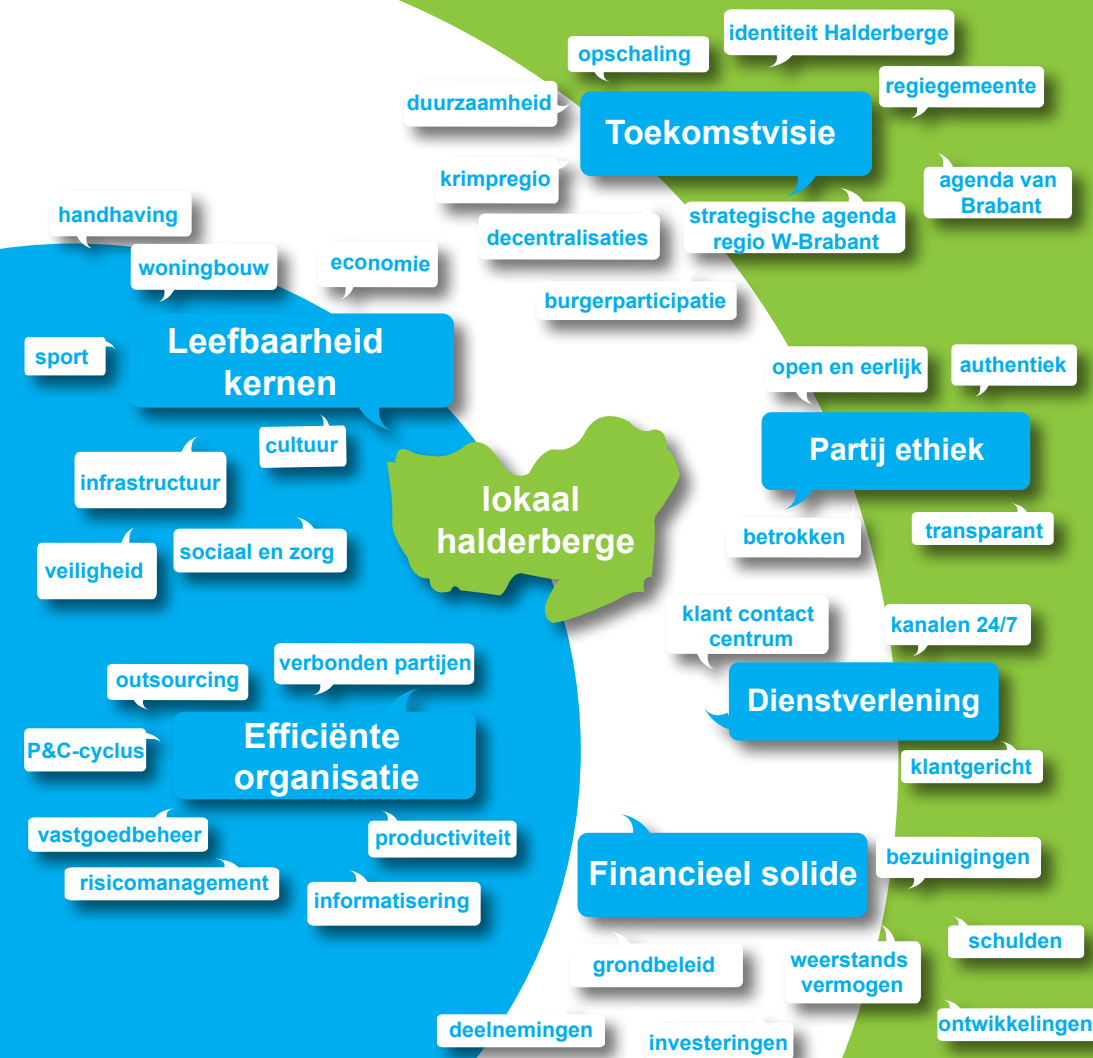 identiteit Halderberge
opschaling
regiegemeente
duurzaamheid
Toekomstvisie
krimpregio
agenda van
Brabant
strategische agenda
regio W-Brabant
decentralisaties
burgerparticipatie
handhaving
woningbouw
economie
sport
Leefbaarheid
kernen
cultuur
infrastructuur
sociaal en zorg
veiligheid
lokaal
halderberge
open en eerlijk
authentiek
Partij ethiek
betrokken
transparant
klant contact
centrum
kanalen 24/7
Dienstverlening
klantgericht
verbonden partijen
outsourcing
P&C-cyclus
Efficiënte
organisatie
vastgoedbeheer
productiviteit
risicomanagement
informatisering
Financieel solide
bezuinigingen
schulden
grondbeleid
weerstands
vermogen
ontwikkelingen
deelnemingen
investeringen